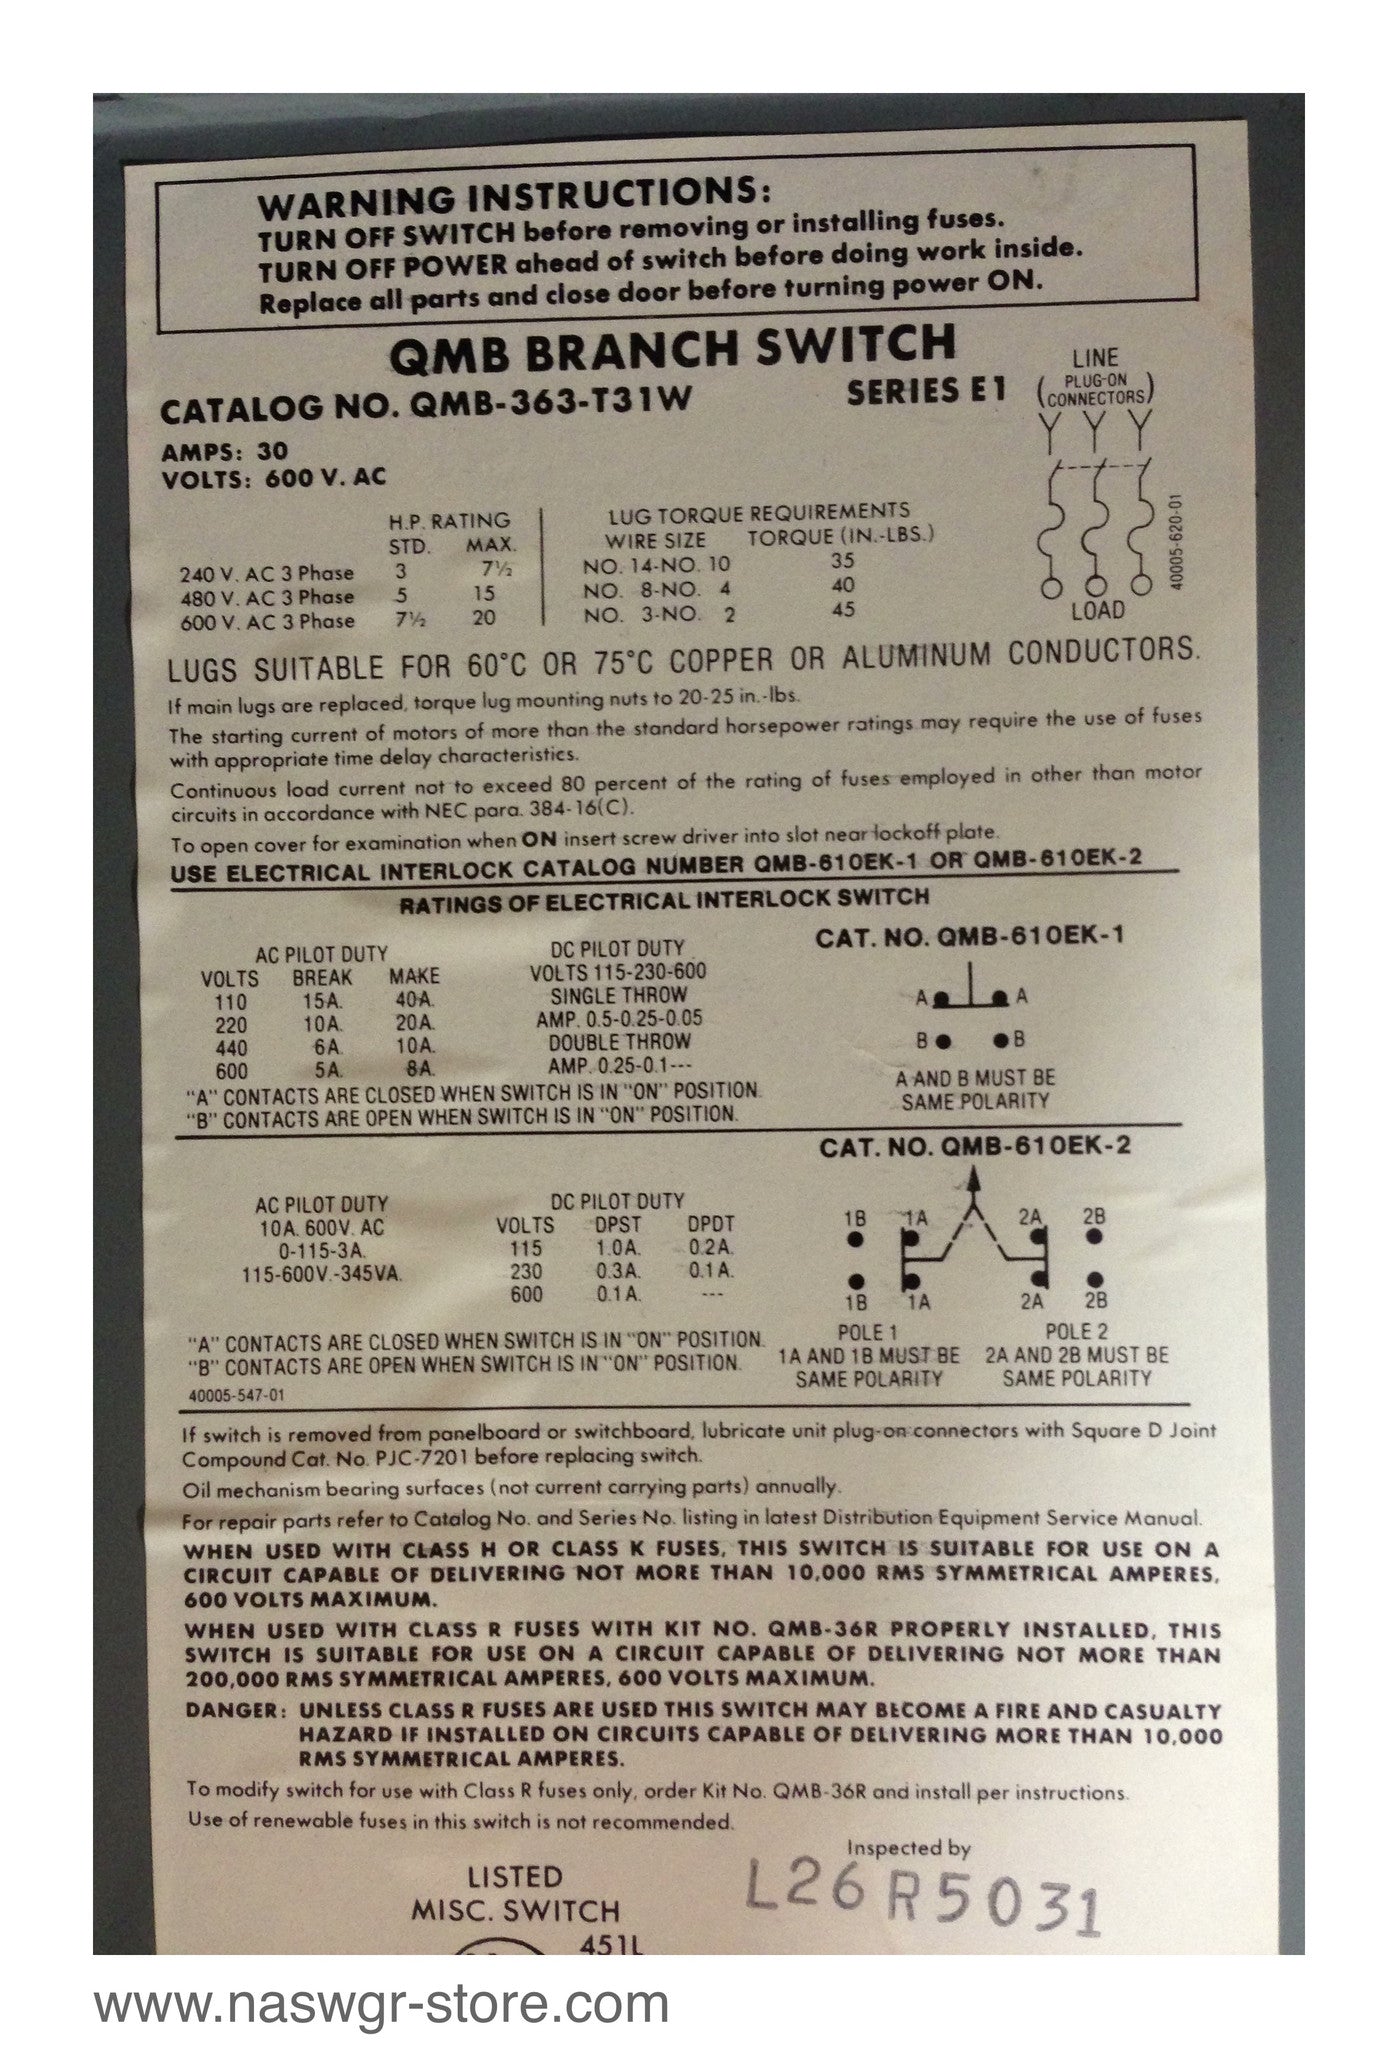 WARNING INSTRUCTIONS:
TURN OFF SWITCH before removing or installing fuses.
TURN OFF POWER ahead of switch before doing work inside.
Replace all parts and close door before turning power ON.
QMB BRANCH SWITCH
CATALOG NO. QMB-363-T31W SERIES E1
AMPS: 30
VOLTS: 600 V. AC
LINE
(PLUG-ON
CONNECTORS)
40005-620-01
LOAD
H.P. RATING
STD. MAX.
240 V. AC 3 Phase 3 7½
480 V. AC 3 Phase 5 15
600 V. AC 3 Phase 7½ 20
LUG TORQUE REQUIREMENTS
WIRE SIZE TORQUE (IN.-LBS.)
NO. 14-NO. 10 35
NO. 8-NO. 4 40
NO. 3-NO. 2 45
LUGS SUITABLE FOR 60°C OR 75°C COPPER OR ALUMINUM CONDUCTORS.
If main lugs are replaced, torque lug mounting nuts to 20-25 in.-lbs.
The starting current of motors of more than the standard horsepower ratings may require the use of fuses
with appropriate time delay characteristics.
Continuous load current not to exceed 80 percent of the rating of fuses employed in other than motor
circuits in accordance with NEC para. 384-16(C).
To open cover for examination when ON insert screw driver into slot near lockoff plate.
USE ELECTRICAL INTERLOCK CATALOG NUMBER QMB-610EK-1 OR QMB-610EK-2
RATINGS OF ELECTRICAL INTERLOCK SWITCH
AC PILOT DUTY
VOLTS BREAK MAKE
110 15A. 40A.
220 10A. 20A.
440 6A. 10A.
600 5A. 8A.
DC PILOT DUTY
VOLTS 115-230-600
SINGLE THROW
AMP. 0.5-0.25-0.05
DOUBLE THROW
AMP. 0.25-0.1---
"A" CONTACTS ARE CLOSED WHEN SWITCH IS IN "ON" POSITION.
"B" CONTACTS ARE OPEN WHEN SWITCH IS IN "ON" POSITION.
CAT. NO. QMB-610EK-1
A A
B B
A AND B MUST BE
SAME POLARITY
CAT. NO. QMB-610EK-2
AC PILOT DUTY
10A. 600V. AC
0-115-3A.
115-600V.-345VA.
DC PILOT DUTY
VOLTS DPST DPDT
115 1.0A. 0.2A.
230 0.3A. 0.1A.
600 0.1A. ---
1B 1A 2A 2B
1B 1A 2A 2B
POLE 1 POLE 2
1A AND 1B MUST BE 2A AND 2B MUST BE
SAME POLARITY SAME POLARITY
"A" CONTACTS ARE CLOSED WHEN SWITCH IS IN "ON" POSITION.
"B" CONTACTS ARE OPEN WHEN SWITCH IS IN "ON" POSITION.
40005-547-01
If switch is removed from panelboard or switchboard, lubricate unit plug-on connectors with Square D Joint
Compound Cat. No. PJC-7201 before replacing switch.
Oil mechanism bearing surfaces (not current carrying parts) annually.
For repair parts refer to Catalog No. and Series No. listing in latest Distribution Equipment Service Manual.
WHEN USED WITH CLASS H OR CLASS K FUSES, THIS SWITCH IS SUITABLE FOR USE ON A
CIRCUIT CAPABLE OF DELIVERING NOT MORE THAN 10,000 RMS SYMMETRICAL AMPERES,
600 VOLTS MAXIMUM.
WHEN USED WITH CLASS R FUSES WITH KIT NO. QMB-36R PROPERLY INSTALLED, THIS
SWITCH IS SUITABLE FOR USE ON A CIRCUIT CAPABLE OF DELIVERING NOT MORE THAN
200,000 RMS SYMMETRICAL AMPERES, 600 VOLTS MAXIMUM.
DANGER: UNLESS CLASS R FUSES ARE USED THIS SWITCH MAY BECOME A FIRE AND CASUALTY
HAZARD IF INSTALLED ON CIRCUITS CAPABLE OF DELIVERING MORE THAN 10,000
RMS SYMMETRICAL AMPERES.
To modify switch for use with Class R fuses only, order Kit No. QMB-36R and install per instructions.
Use of renewable fuses in this switch is not recommended.
Inspected by
L26R5031
LISTED
MISC. SWITCH
451L
www.naswgr-store.com